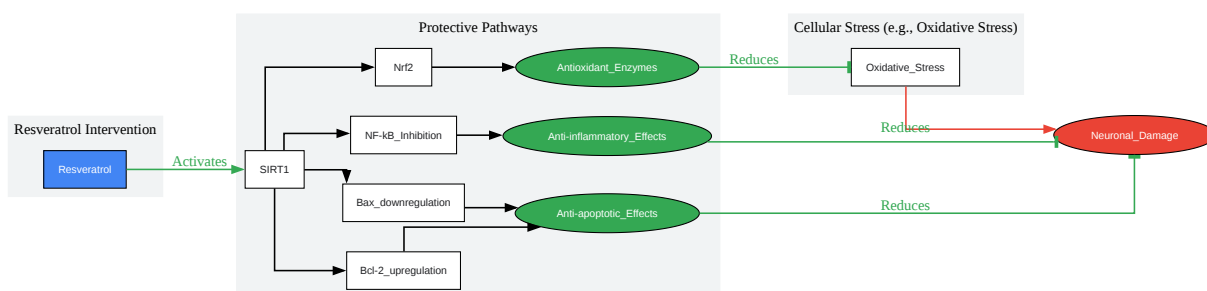 Protective Pathways
Cellular Stress (e.g., Oxidative Stress)
Nrf2
Antioxidant_Enzymes
Reduces
Oxidative_Stress
Resveratrol Intervention
NF-kB_Inhibition
Anti-inflammatory_Effects
Reduces
Neuronal_Damage
Resveratrol
Activates
SIRT1
Bax_downregulation
Anti-apoptotic_Effects
Reduces
Bcl-2_upregulation